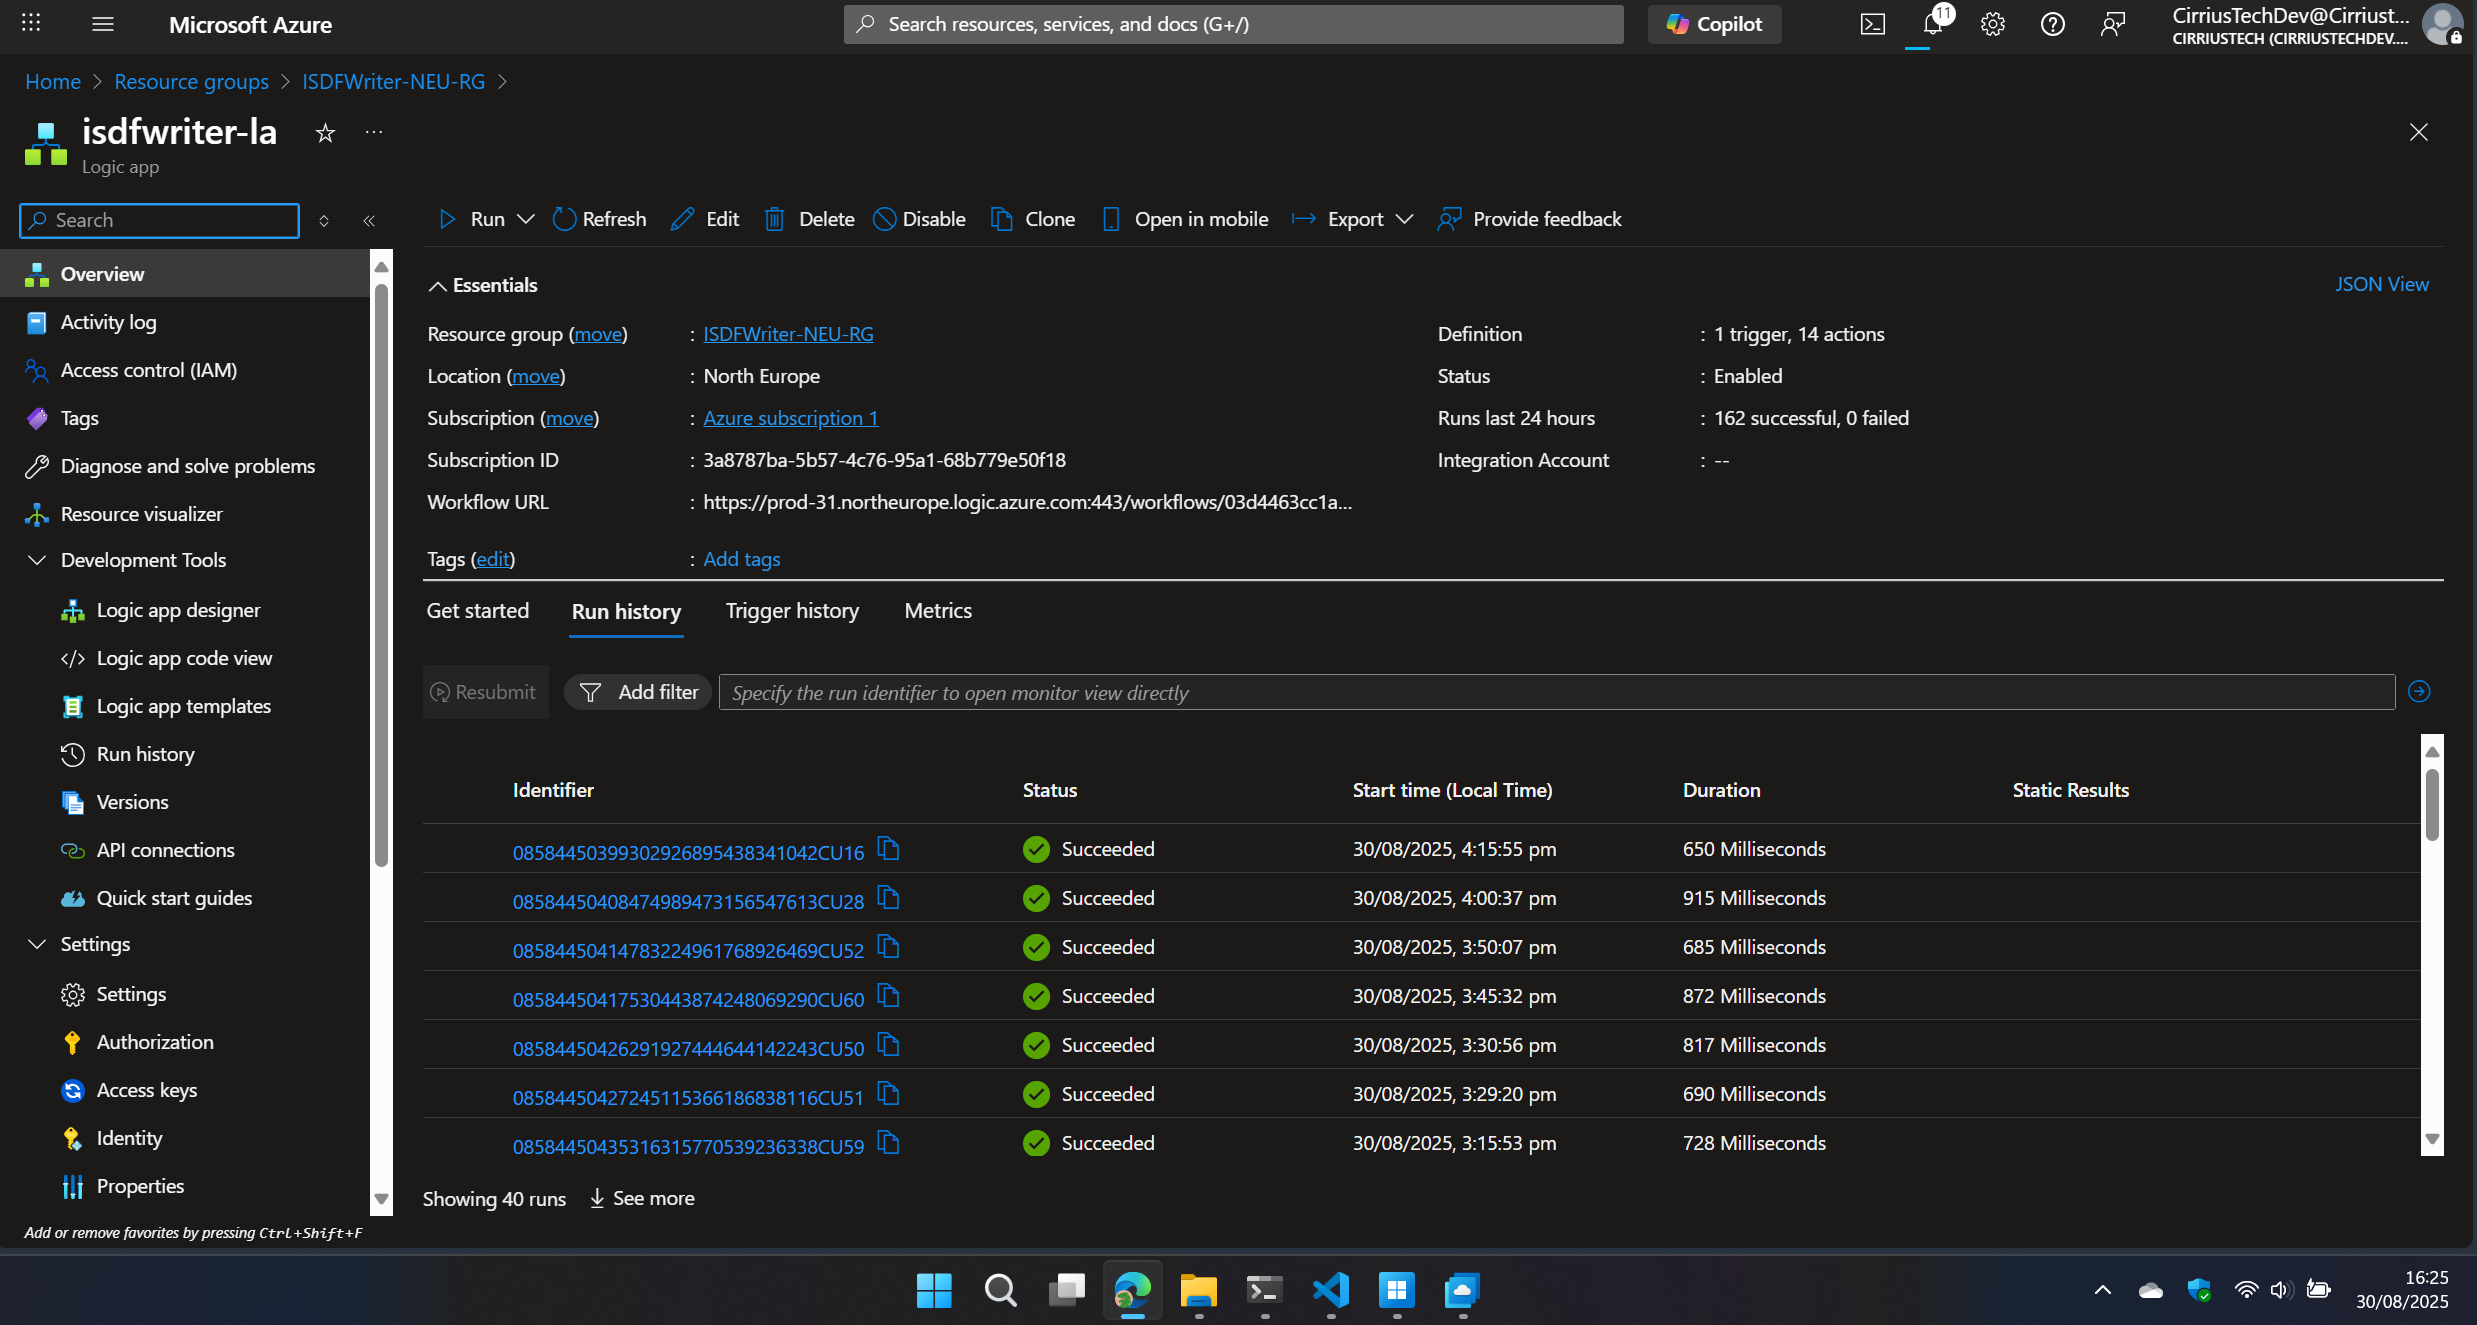 Microsoft Azure
Search resources, services, and docs (G+/)
Copilot
11
CirriusTechDev@Cirriust...
CIRRIUSTECH (CIRRIUSTECHDEV....
Home > Resource groups > ISDFWriter-NEU-RG >
isdfwriter-la
Logic app
Search
Run
Refresh
Edit
Delete
Disable
Clone
Open in mobile
Export
Provide feedback
Overview
Activity log
Access control (IAM)
Tags
Diagnose and solve problems
Resource visualizer
Development Tools
Logic app designer
Logic app code view
Logic app templates
Run history
Versions
API connections
Quick start guides
Settings
Settings
Authorization
Access keys
Identity
Properties
Add or remove favorites by pressing Ctrl+Shift+F
Essentials
JSON View
Resource group (move) : ISDFWriter-NEU-RG
Location (move) : North Europe
Subscription (move) : Azure subscription 1
Subscription ID : 3a8787ba-5b57-4c76-95a1-68b779e50f18
Workflow URL : https://prod-31.northeurope.logic.azure.com:443/workflows/03d4463cc1a...
Definition : 1 trigger, 14 actions
Status : Enabled
Runs last 24 hours : 162 successful, 0 failed
Integration Account : --
Tags (edit) : Add tags
Get started
Run history
Trigger history
Metrics
Resubmit
Add filter
Specify the run identifier to open monitor view directly
Identifier Status Start time (Local Time) Duration Static Results
08584450399302926895438341042CU16 Succeeded 30/08/2025, 4:15:55 pm 650 Milliseconds
08584450408474989473156547613CU28 Succeeded 30/08/2025, 4:00:37 pm 915 Milliseconds
08584450414783224961768926469CU52 Succeeded 30/08/2025, 3:50:07 pm 685 Milliseconds
08584450417530443874248069290CU60 Succeeded 30/08/2025, 3:45:32 pm 872 Milliseconds
08584450426291927444644142243CU50 Succeeded 30/08/2025, 3:30:56 pm 817 Milliseconds
08584450427245115366186838116CU51 Succeeded 30/08/2025, 3:29:20 pm 690 Milliseconds
08584450435316315770539236338CU59 Succeeded 30/08/2025, 3:15:53 pm 728 Milliseconds
Showing 40 runs
See more
16:25
30/08/2025